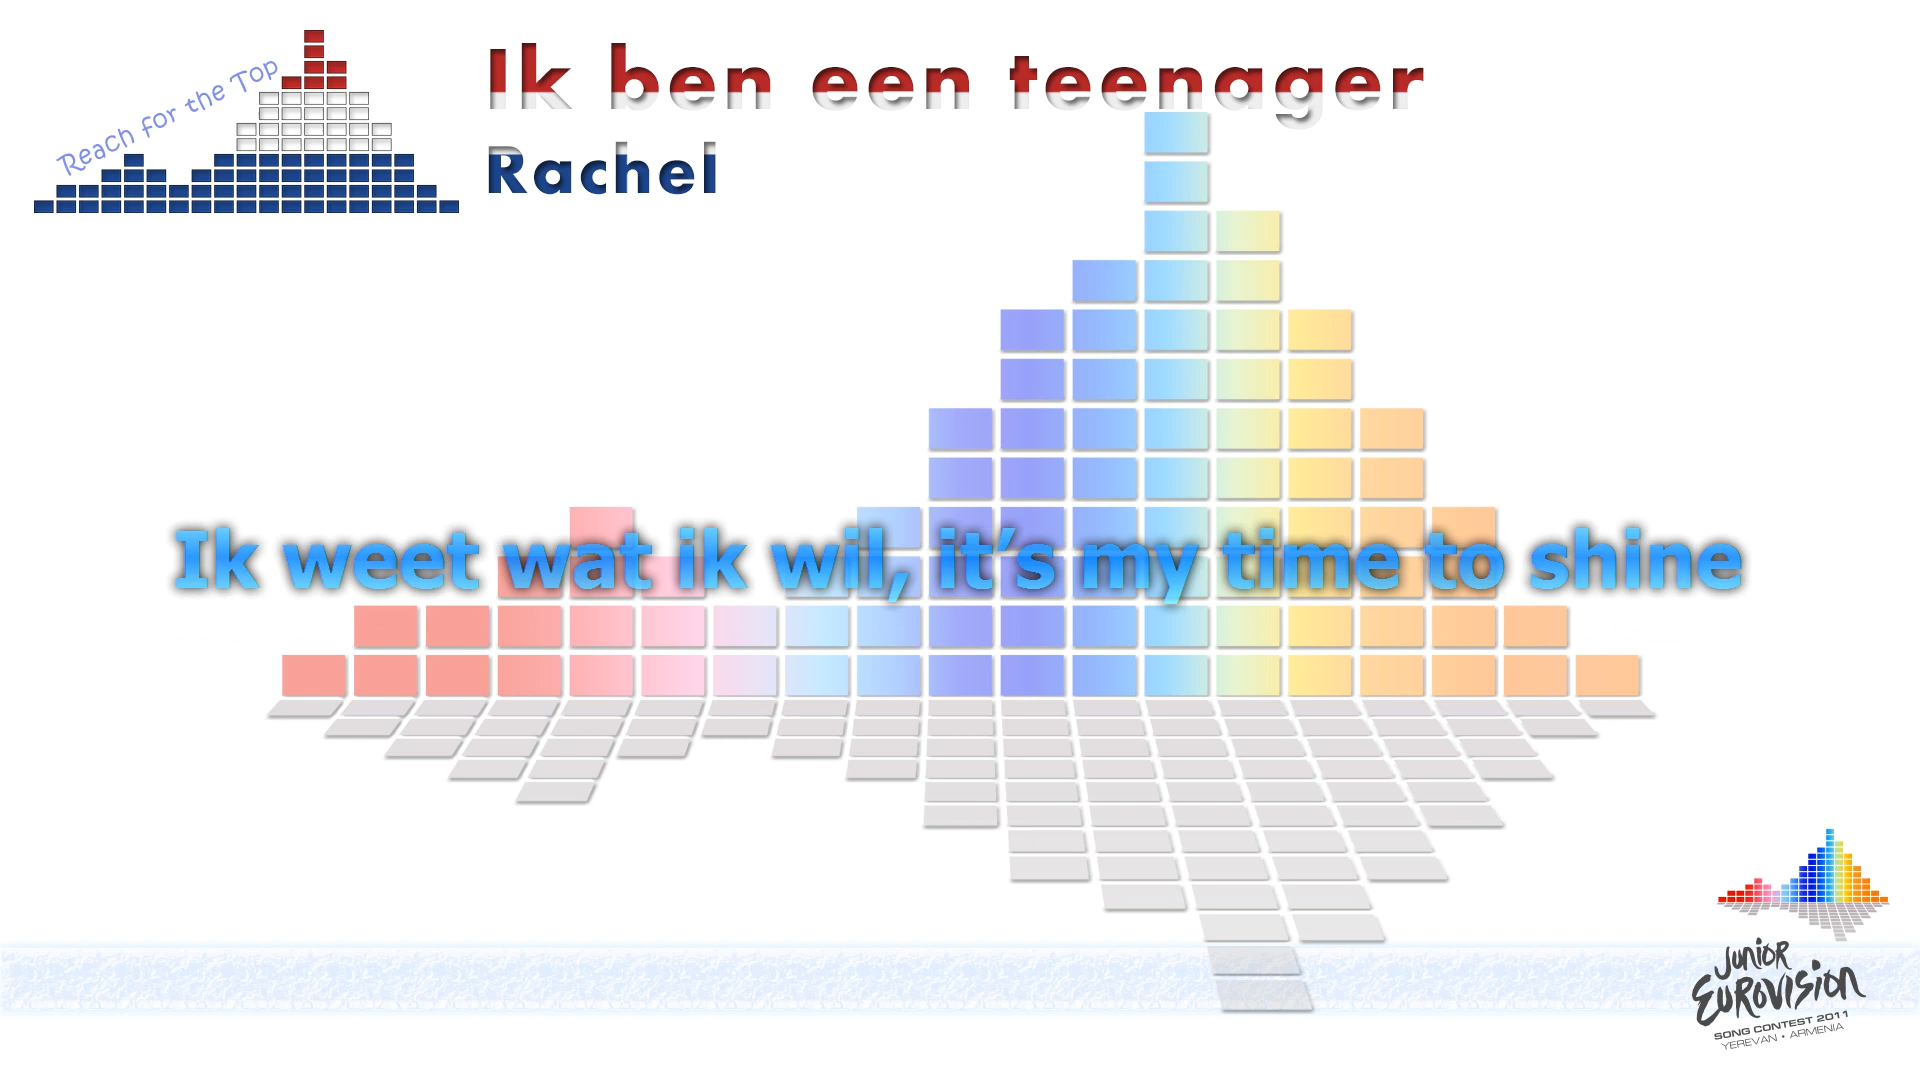 Reach for the Top
Ik ben een teenager
Rachel
Ik weet wat ik wil, it’s my time to shine
JUNIOR
EUROVISION
SONG CONTEST 2011
YEREVAN • ARMENIA